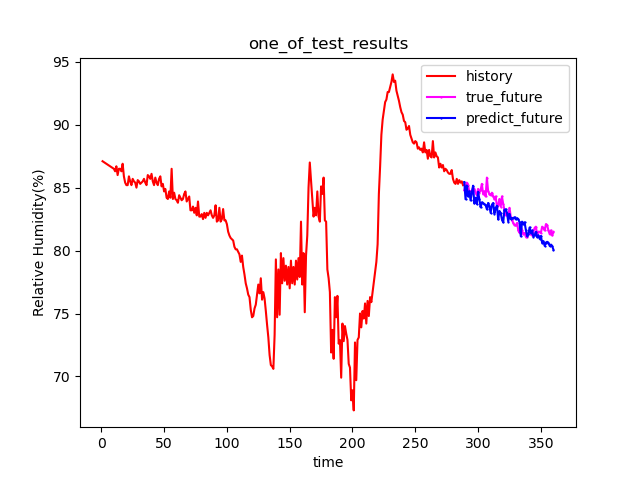 one_of_test_results
history
true_future
predict_future
Relative Humidity(%)
95
90
85
80
75
70
0
50
100
150
200
250
300
350
time